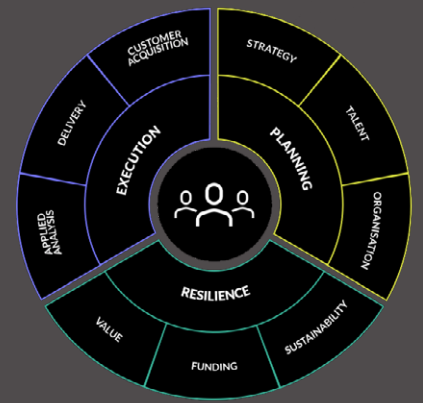 CUSTOMER
ACQUISITION
STRATEGY
DELIVERY
TALENT
EXECUTION
PLANNING
APPLIED
ANALYSIS
ORGANISATION
RESILIENCE
VALUE
FUNDING
SUSTAINABILITY